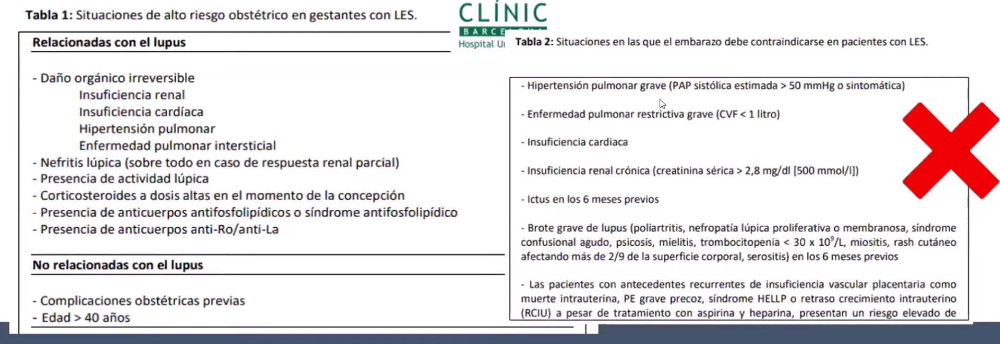 Tabla 1: Situaciones de alto riesgo obstétrico en gestantes con LES.
Relacionadas con el lupus
- Daño orgánico irreversible
Insuficiencia renal
Insuficiencia cardíaca
Hipertensión pulmonar
Enfermedad pulmonar intersticial
- Nefritis lúpica (sobre todo en caso de respuesta renal parcial)
- Presencia de actividad lúpica
- Corticosteroides a dosis altas en el momento de la concepción
- Presencia de anticuerpos antifosfolipídicos o síndrome antifosfolipídico
- Presencia de anticuerpos anti-Ro/anti-La
No relacionadas con el lupus
- Complicaciones obstétricas previas
- Edad > 40 años
CLÍNIC
Hospital
Tabla 2: Situaciones en las que el embarazo debe contraindicarse en pacientes con LES.
- Hipertensión pulmonar grave (PAP sistólica estimada > 50 mmHg o sintomática)
- Enfermedad pulmonar restrictiva grave (CVF < 1 litro)
- Insuficiencia cardiaca
- Insuficiencia renal crónica (creatinina sérica > 2,8 mg/dl [500 mmol/l])
- Ictus en los 6 meses previos
- Brote grave de lupus (poliartritis, nefropatía lúpica proliferativa o membranosa, síndrome
confusional agudo, psicosis, mielitis, trombocitopenia < 30 x 10⁹/L, miositis, rash cutáneo
afectando más de 2/9 de la superficie corporal, serositis) en los 6 meses previos
- Las pacientes con antecedentes recurrentes de insuficiencia vascular placentaria como
muerte intrauterina, PE grave precoz, síndrome HELLP o retraso crecimiento intrauterino
(RCIU) a pesar de tratamiento con aspirina y heparina, presentan un riesgo elevado de